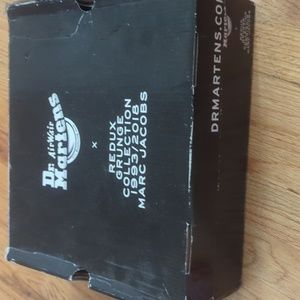 Dr.
AirWair
Martens
×
REDUX
GRUNGE
COLLECTION
1993/2018
MARC JACOBS
DRMARTENS.COM